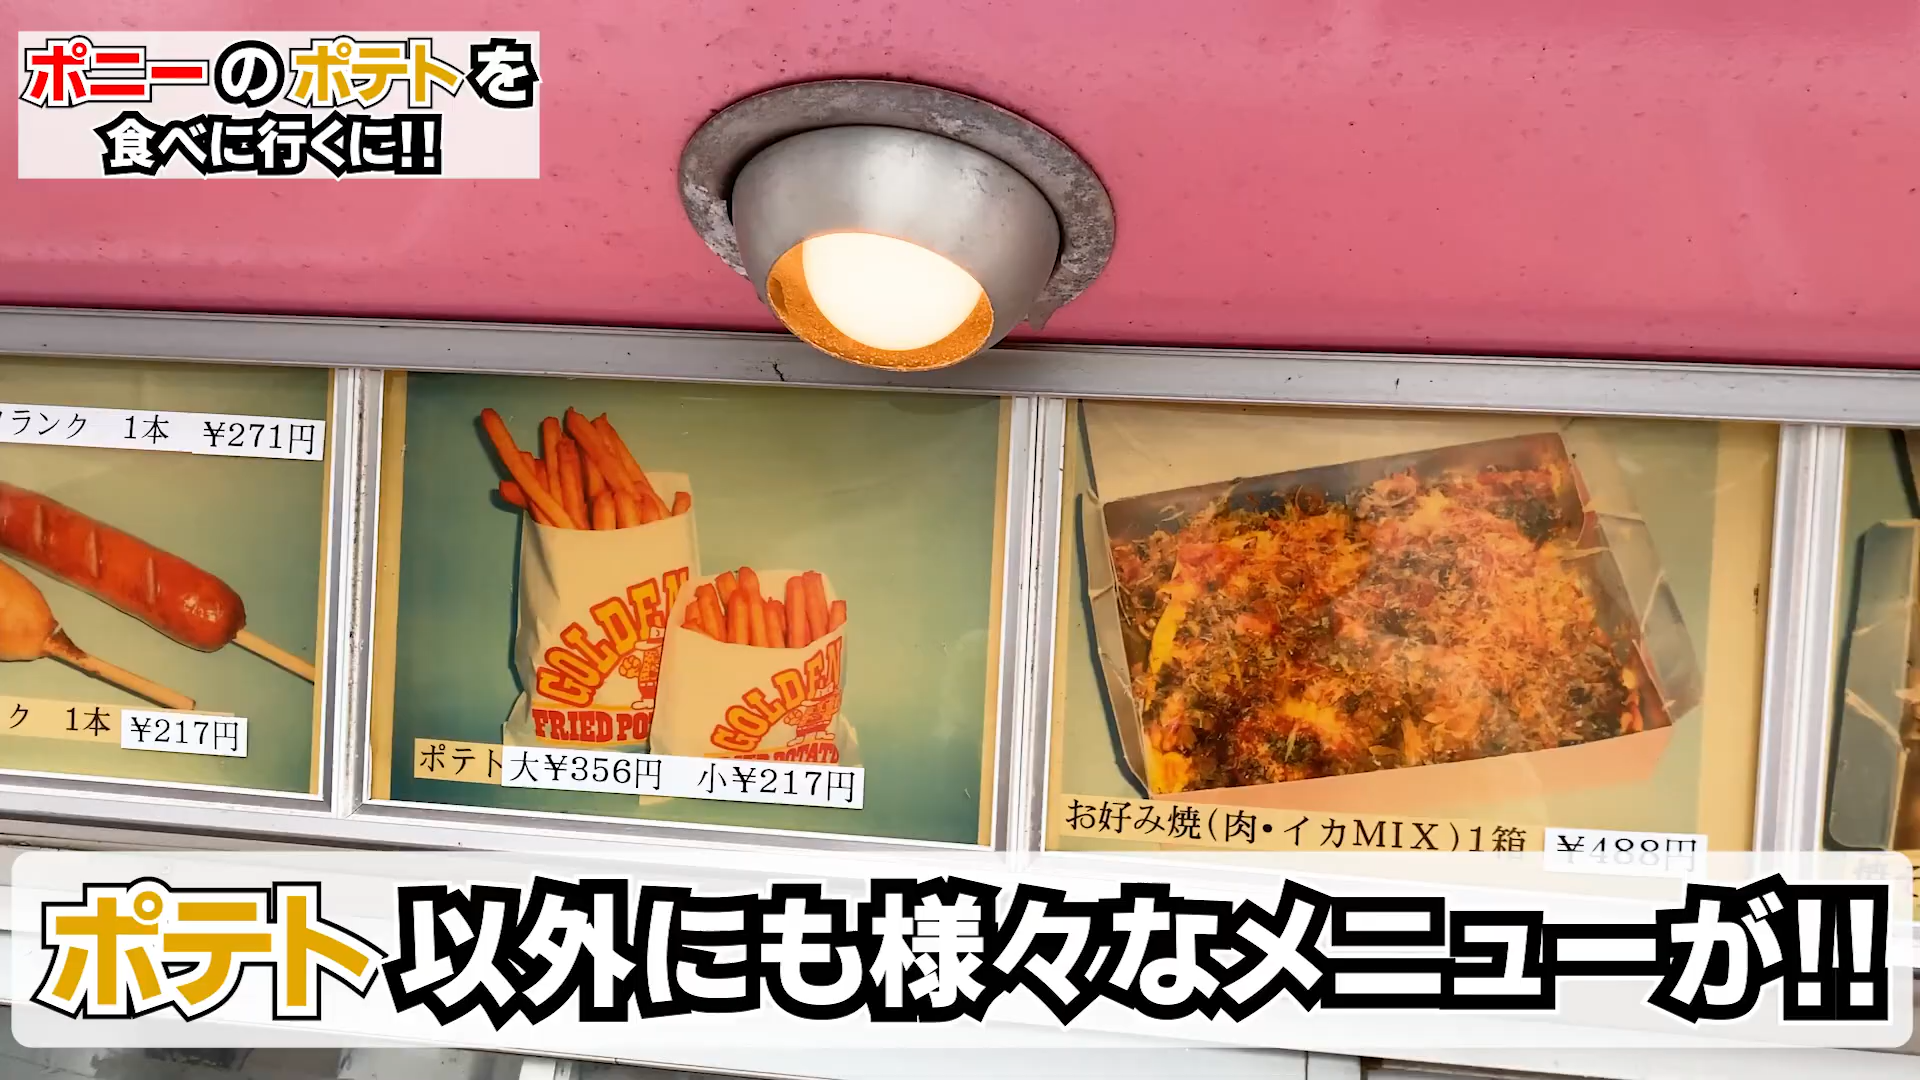 ポニーのポテトを
食べに行くに!!
ランク 1本 ¥271円
ク 1本 ¥217円
GOLDEN
FRIED PO
GOLDEN
ポテト大¥356円 小¥217円
お好み焼(肉・イカMIX)1箱 ¥488円
ポテト以外にも様々なメニューが!!